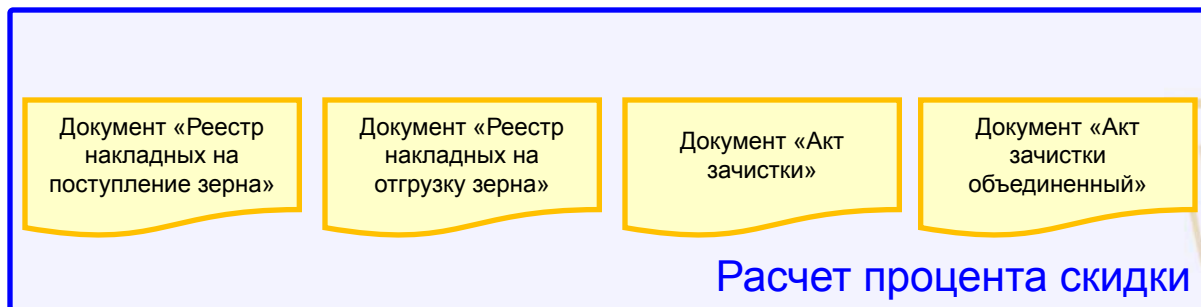 Документ «Реестр
накладных на
поступление зерна»
Документ «Реестр
накладных на
отгрузку зерна»
Документ «Акт
зачистки»
Документ «Акт
зачистки
объединенный»
Расчет процента скидки